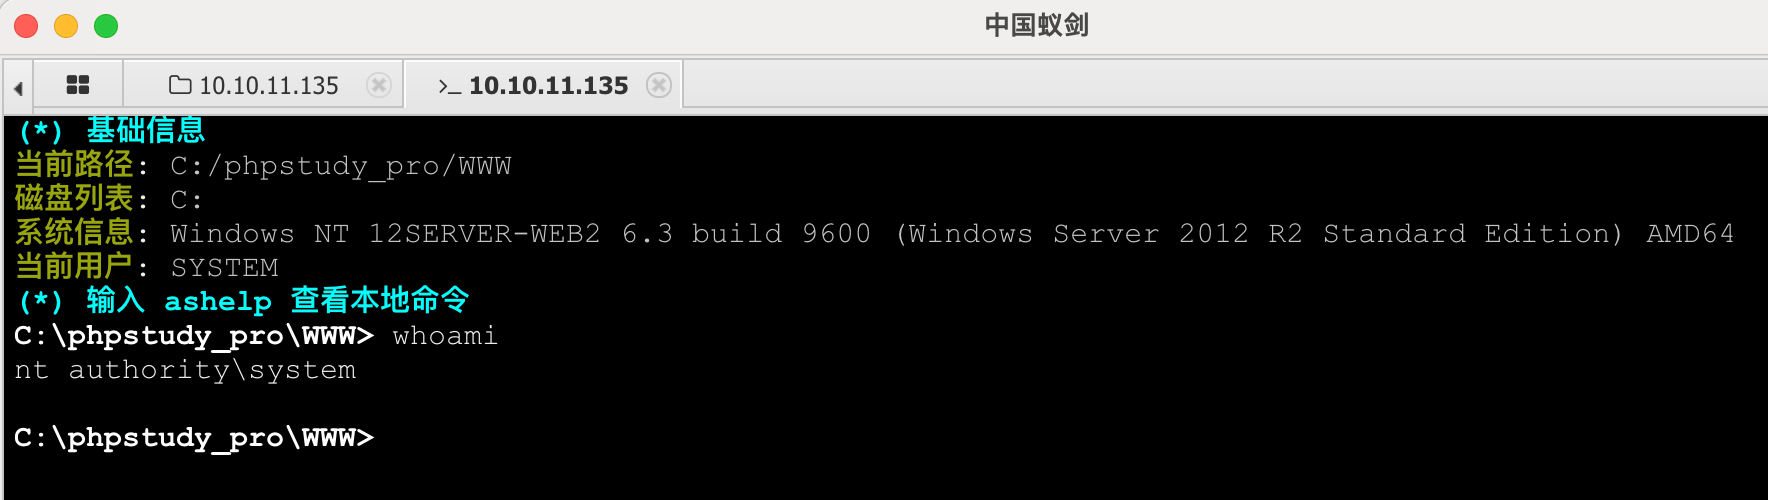 中国蚁剑
10.10.11.135
>_ 10.10.11.135
(*) 基础信息
当前路径: C:/phpstudy_pro/WWW
磁盘列表: C:
系统信息: Windows NT 12SERVER-WEB2 6.3 build 9600 (Windows Server 2012 R2 Standard Edition) AMD64
当前用户: SYSTEM
(*) 输入 ashelp 查看本地命令
C:\phpstudy_pro\WWW> whoami
nt authority\system
C:\phpstudy_pro\WWW>